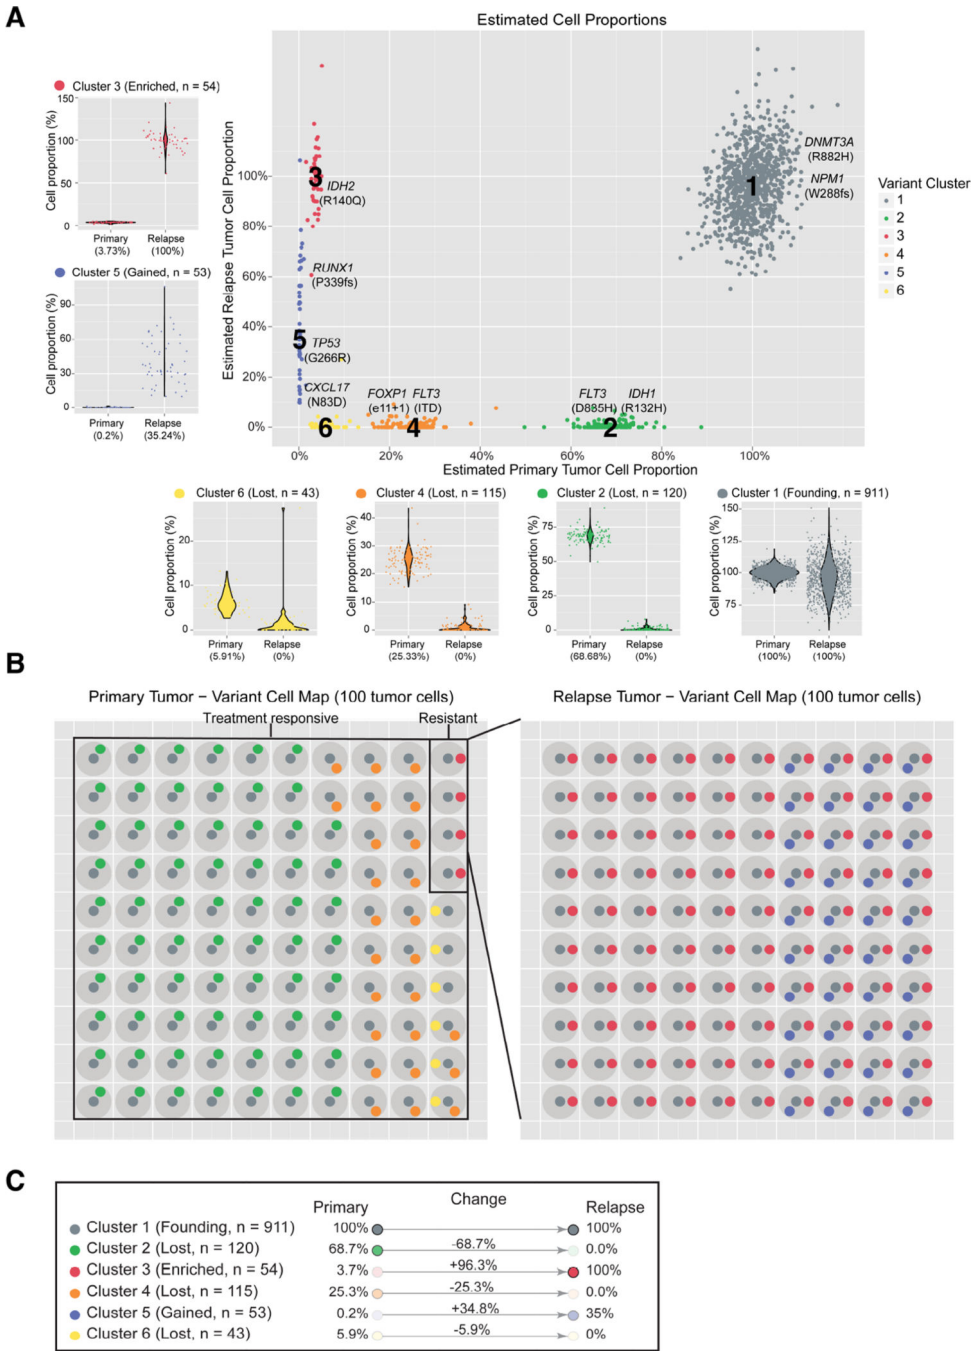 A
Estimated Cell Proportions
Cluster 3 (Enriched, n = 54)
150
100
50
0
Cell proportion (%)
Primary
(3.73%)
Relapse
(100%)
Cluster 5 (Gained, n = 53)
90
60
30
0
Cell proportion (%)
Primary
(0.2%)
Relapse
(35.24%)
Estimated Relapse Tumor Cell Proportion
100%
80%
60%
40%
20%
0%
3
IDH2
(R140Q)
RUNX1
(P339fs)
5
TP53
(G266R)
CXCL17
(N83D)
FOXP1
(e11+1)
FLT3
(ITD)
FLT3
(D885H)
IDH1
(R132H)
6
4
2
1
DNMT3A
(R882H)
NPM1
(W288fs)
0%
20%
40%
60%
80%
100%
Estimated Primary Tumor Cell Proportion
Variant Cluster
1
2
3
4
5
6
Cluster 6 (Lost, n = 43)
Cell proportion (%)
20
10
0
Primary
(5.91%)
Relapse
(0%)
Cluster 4 (Lost, n = 115)
Cell proportion (%)
40
30
20
10
0
Primary
(25.33%)
Relapse
(0%)
Cluster 2 (Lost, n = 120)
Cell proportion (%)
75
50
25
0
Primary
(68.68%)
Relapse
(0%)
Cluster 1 (Founding, n = 911)
Cell proportion (%)
150
125
100
75
Primary
(100%)
Relapse
(100%)
B
Primary Tumor – Variant Cell Map (100 tumor cells)
Treatment responsive
Resistant
Relapse Tumor – Variant Cell Map (100 tumor cells)
C
Primary Change Relapse
Cluster 1 (Founding, n = 911) 100% 100%
Cluster 2 (Lost, n = 120) 68.7% -68.7% 0.0%
Cluster 3 (Enriched, n = 54) 3.7% +96.3% 100%
Cluster 4 (Lost, n = 115) 25.3% -25.3% 0.0%
Cluster 5 (Gained, n = 53) 0.2% +34.8% 35%
Cluster 6 (Lost, n = 43) 5.9% -5.9% 0%